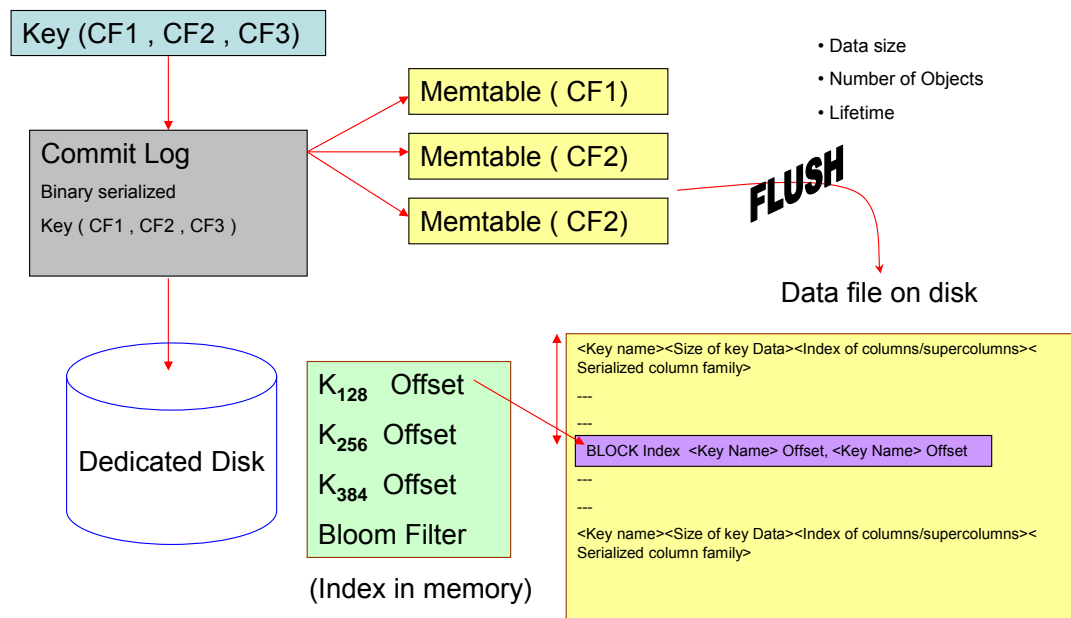 Key (CF1 , CF2 , CF3)
• Data size
• Number of Objects
• Lifetime
Memtable ( CF1)
Memtable ( CF2)
Memtable ( CF2)
Commit Log
Binary serialized
Key ( CF1 , CF2 , CF3 )
FLUSH
Data file on disk
Dedicated Disk
K128 Offset
K256 Offset
K384 Offset
Bloom Filter
(Index in memory)
<Key name><Size of key Data><Index of columns/supercolumns><
Serialized column family>
---
---
BLOCK Index <Key Name> Offset, <Key Name> Offset
---
---
<Key name><Size of key Data><Index of columns/supercolumns><
Serialized column family>